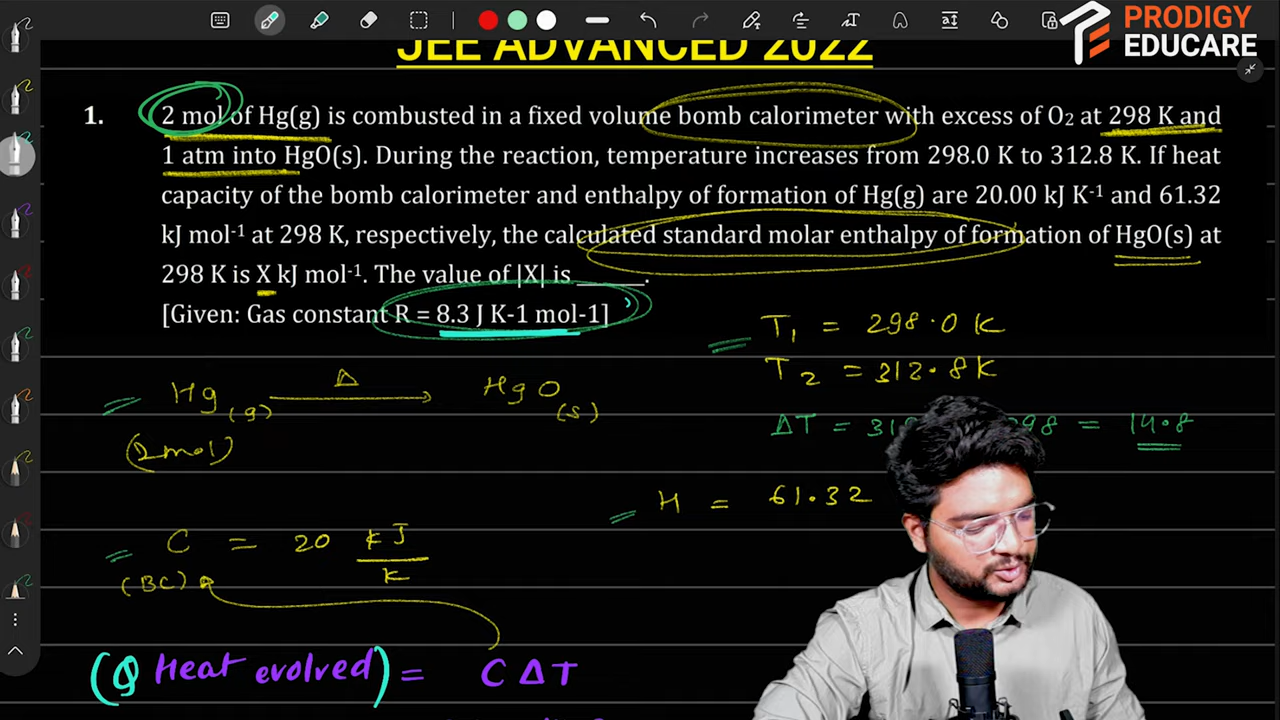 PRODIGY
EDUCARE
JEE ADVANCED 2022
1. 2 mol of Hg(g) is combusted in a fixed volume bomb calorimeter with excess of O₂ at 298 K and
1 atm into HgO(s). During the reaction, temperature increases from 298.0 K to 312.8 K. If heat
capacity of the bomb calorimeter and enthalpy of formation of Hg(g) are 20.00 kJ K⁻¹ and 61.32
kJ mol⁻¹ at 298 K, respectively, the calculated standard molar enthalpy of formation of HgO(s) at
298 K is X kJ mol⁻¹. The value of |X| is ______.
[Given: Gas constant R = 8.3 J K-1 mol-1]
T₁ = 298.0 K
T₂ = 312.8 K
Hg(g) —Δ→ HgO(s)
(2mol)
ΔT = 31 298 = 14.8
H = 61.32
C = 20 kJ/K
(BC)
(Q Heat evolved) = C Δ T